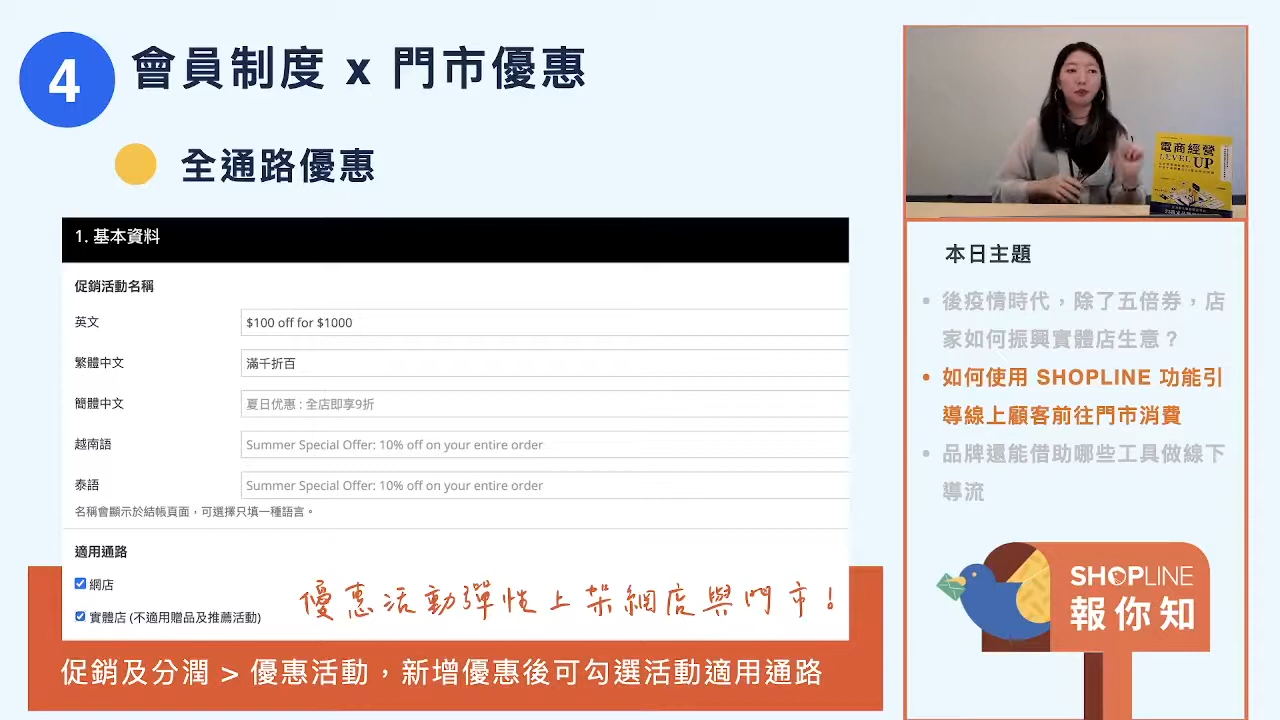 4
會員制度 x 門市優惠
全通路優惠
1. 基本資料
促銷活動名稱
英文
$100 off for $1000
繁體中文
滿千折百
簡體中文
夏日优惠 : 全店即享9折
越南語
Summer Special Offer: 10% off on your entire order
泰語
Summer Special Offer: 10% off on your entire order
名稱會顯示於結帳頁面，可選擇只填一種語言。
適用通路
網店
實體店 (不適用贈品及推薦活動)
優惠活動彈性上架網店與門市！
促銷及分潤 > 優惠活動，新增優惠後可勾選活動適用通路
電商經營
LEVEL UP
本日主題
• 後疫情時代，除了五倍券，店
家如何振興實體店生意？
• 如何使用 SHOPLINE 功能引
導線上顧客前往門市消費
• 品牌還能借助哪些工具做線下
導流
SHOPLINE
報你知